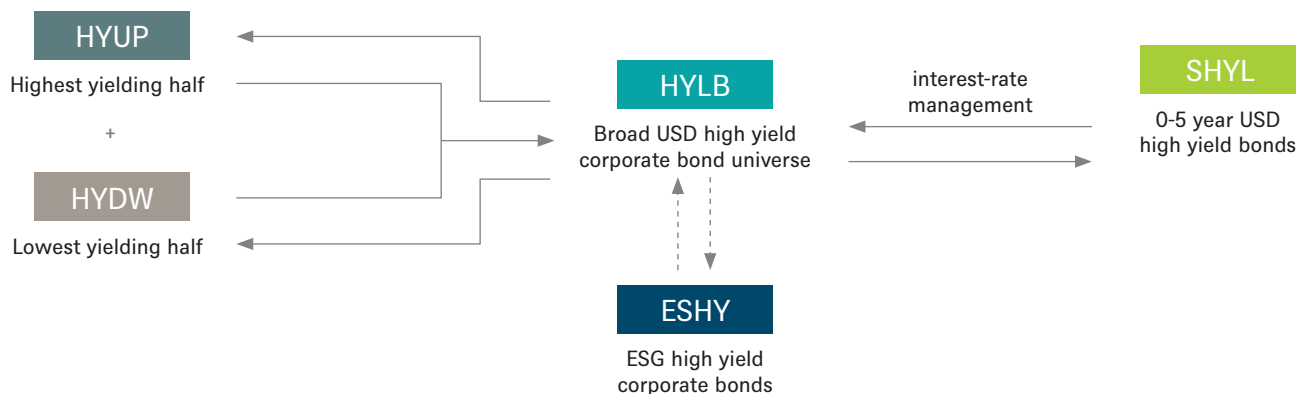 HYUP
Highest yielding half
+
HYDW
Lowest yielding half
HYLB
Broad USD high yield
corporate bond universe
interest-rate
management
SHYL
0-5 year USD
high yield bonds
ESHY
ESG high yield
corporate bonds